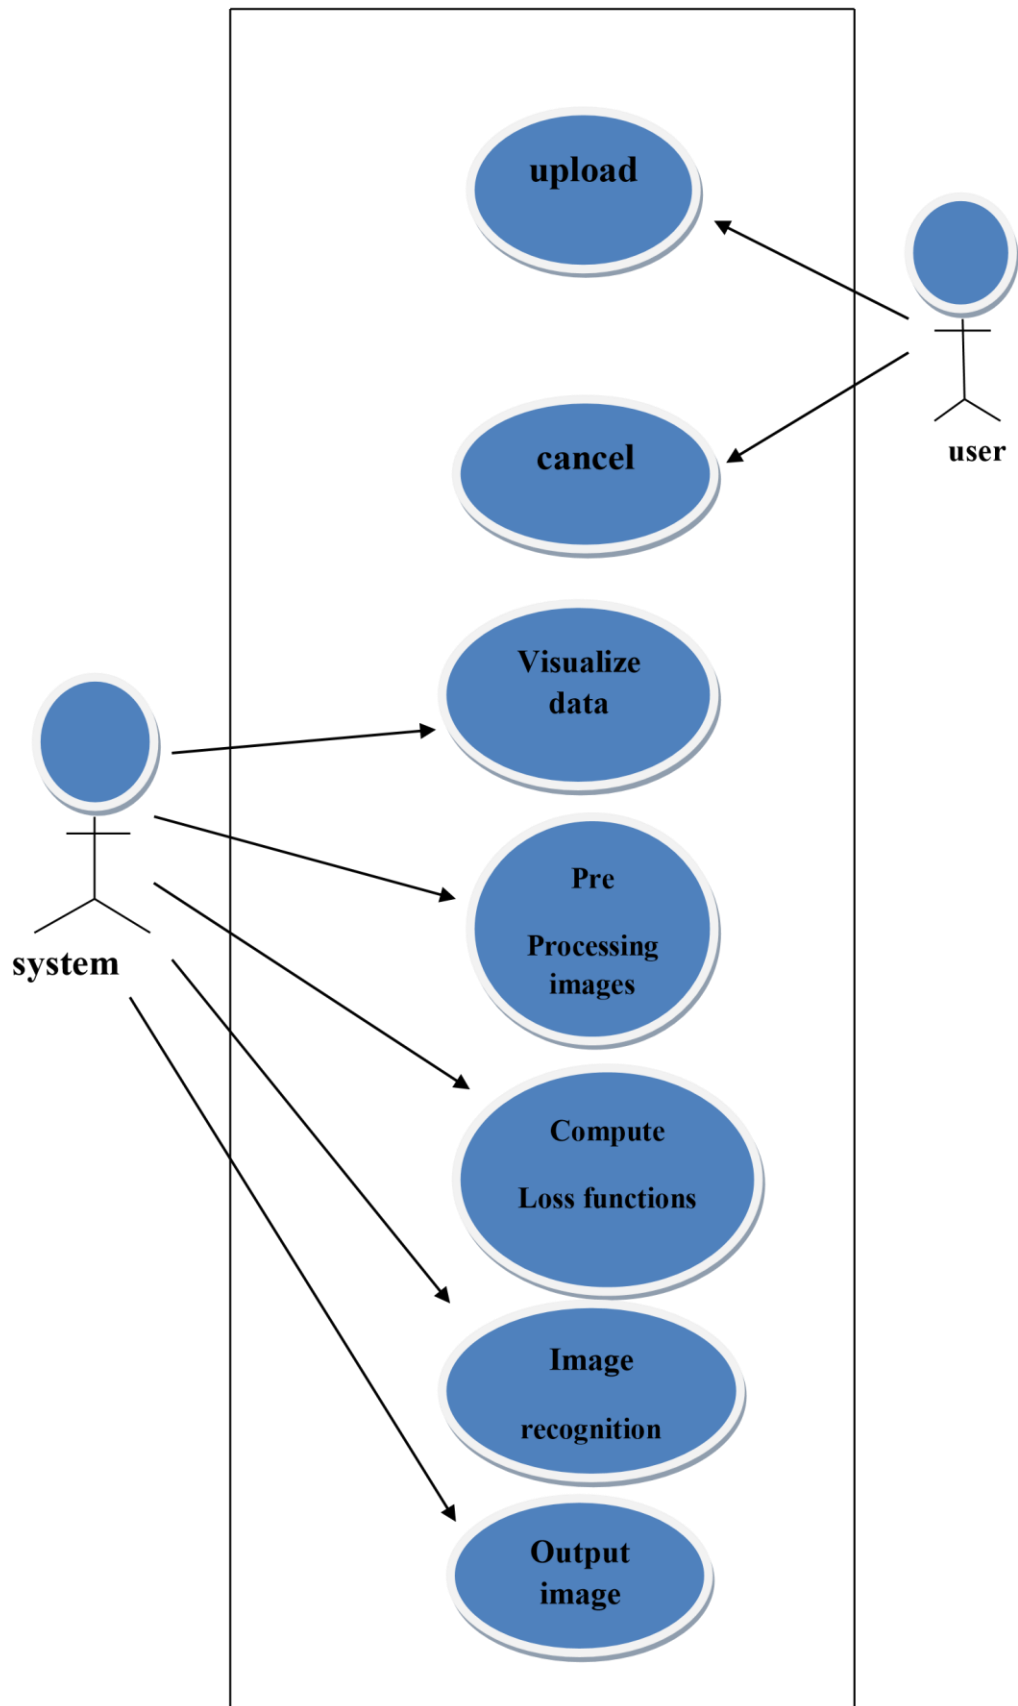 upload
cancel
user
Visualize
data
Pre
Processing
images
system
Compute
Loss functions
Image
recognition
Output
image